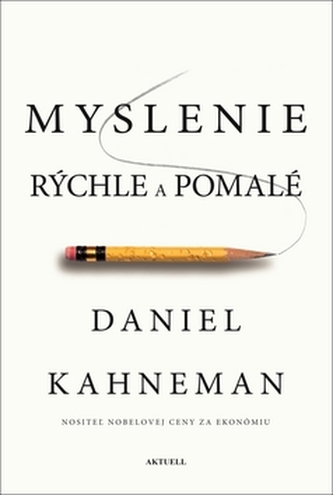 MYSLENIE
RÝCHLE A POMALÉ
DANIEL
KAHNEMAN
NOSITEĽ NOBELOVEJ CENY ZA EKONÓMIU
AKTUELL